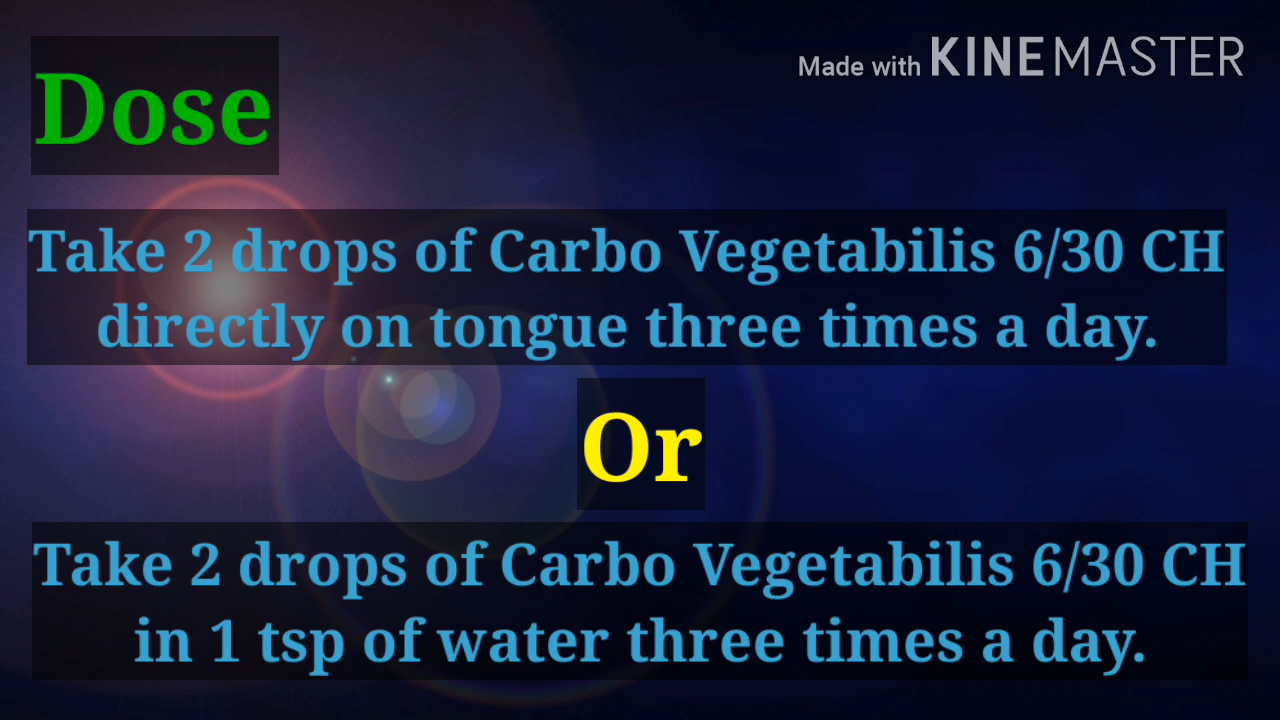 Made with KINEMASTER
Dose
Take 2 drops of Carbo Vegetabilis 6/30 CH
directly on tongue three times a day.
Or
Take 2 drops of Carbo Vegetabilis 6/30 CH
in 1 tsp of water three times a day.